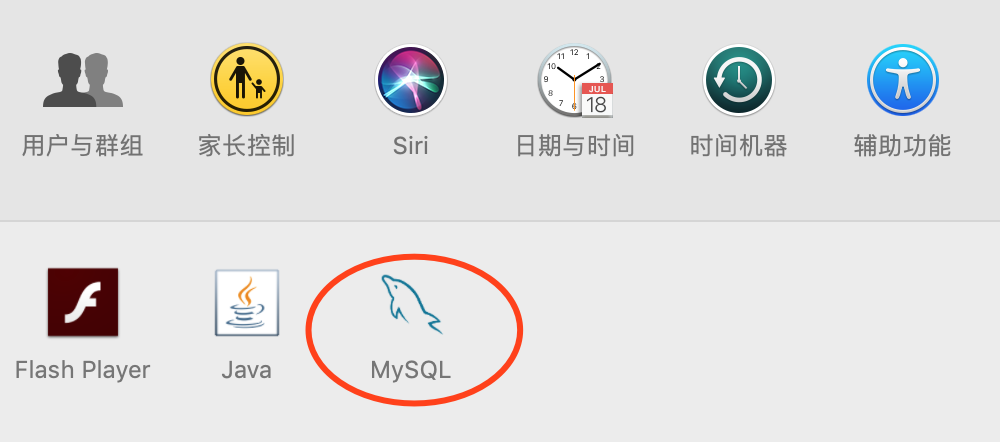 JUL
18
用户与群组
家长控制
Siri
日期与时间
时间机器
辅助功能
Flash Player
Java
MySQL